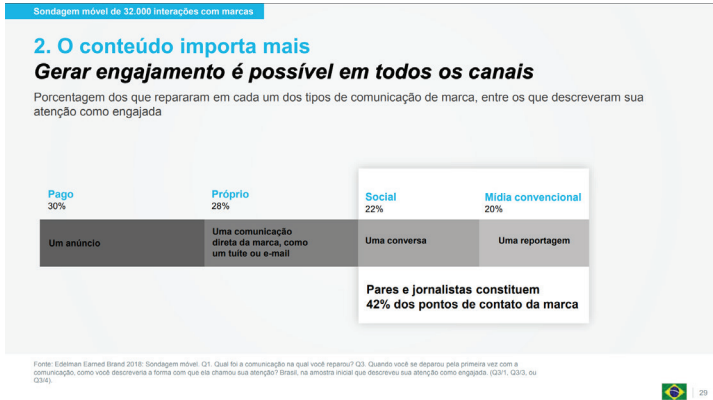 Sondagem móvel de 32.000 interações com marcas
2. O conteúdo importa mais
Gerar engajamento é possível em todos os canais
Porcentagem dos que repararam em cada um dos tipos de comunicação de marca, entre os que descreveram sua
atenção como engajada
Pago
30%
Próprio
28%
Social
22%
Mídia convencional
20%
Um anúncio
Uma comunicação
direta da marca, como
um tuíte ou e-mail
Uma conversa
Uma reportagem
Pares e jornalistas constituem
42% dos pontos de contato da marca
Fonte: Edelman Earned Brand 2018: Sondagem móvel. Q1. Qual foi a comunicação na qual você reparou? Q3. Quando você se deparou pela primeira vez com a
comunicação, como você descreveria a forma com que ela chamou sua atenção? Brasil, na amostra inicial que descreveu sua atenção como engajada. (Q3/1, Q3/3, ou
Q3/4).
29